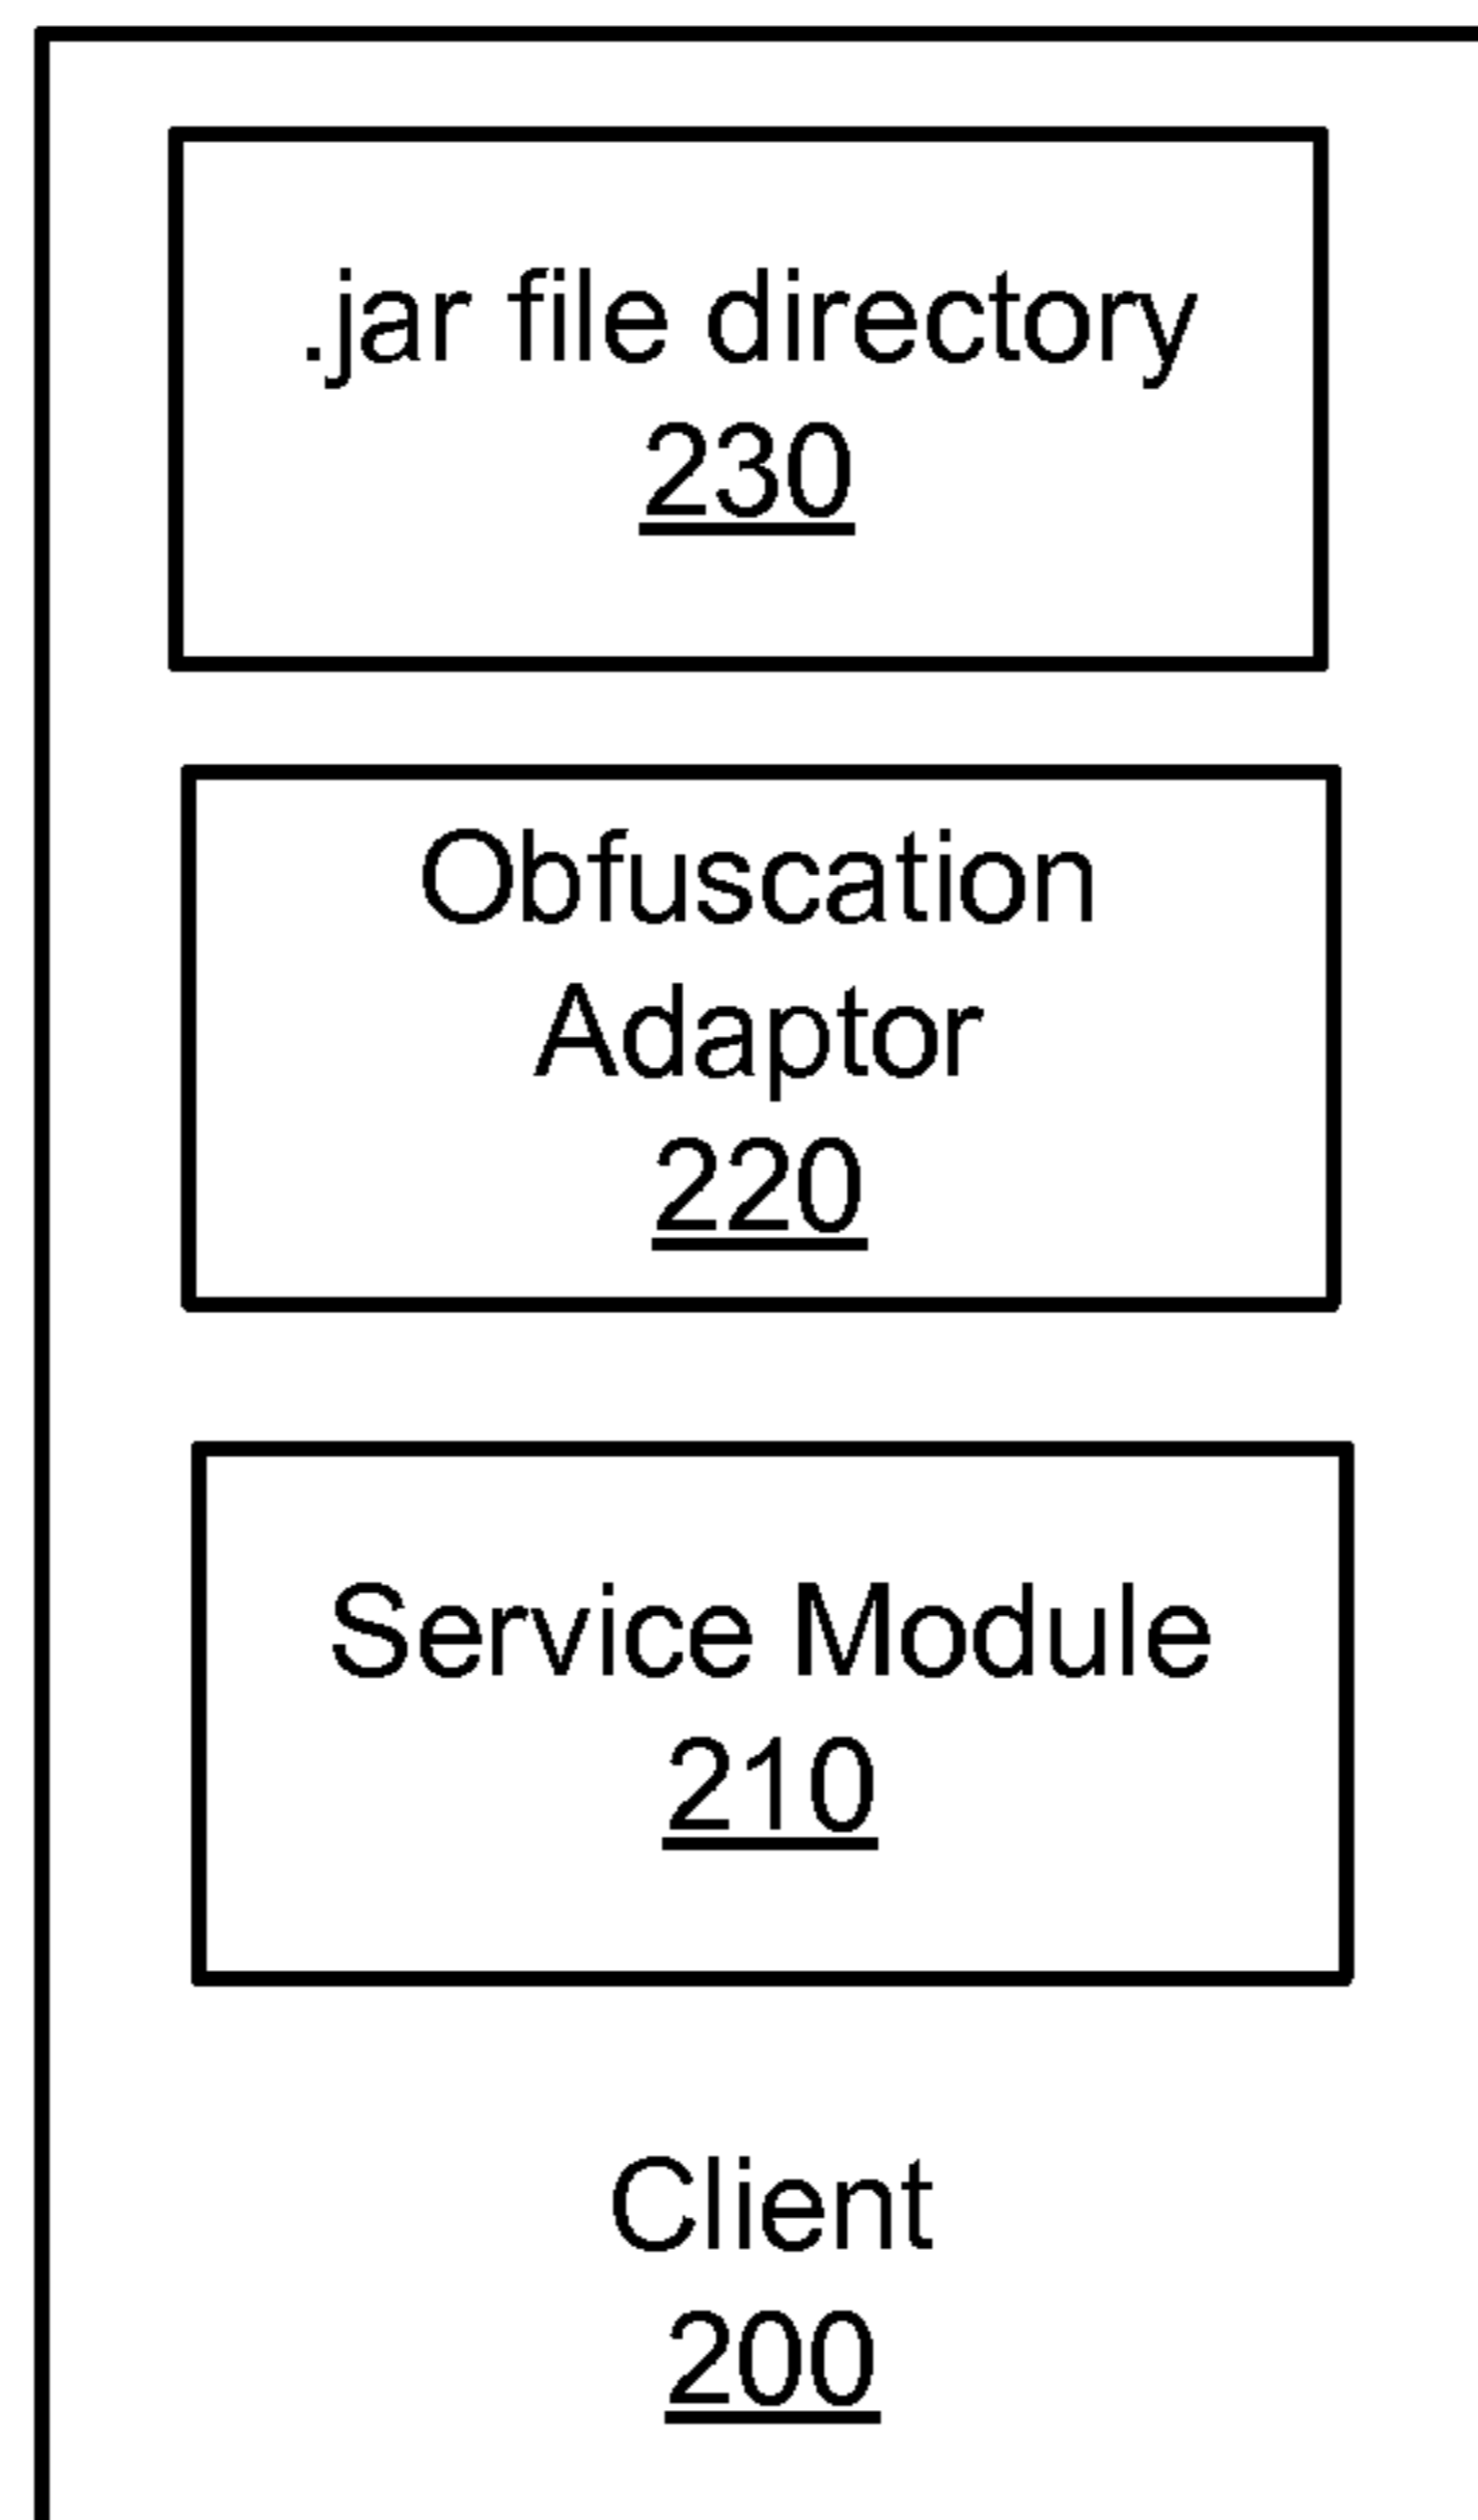 .jar file directory
230
Obfuscation
Adaptor
220
Service Module
210
Client
200